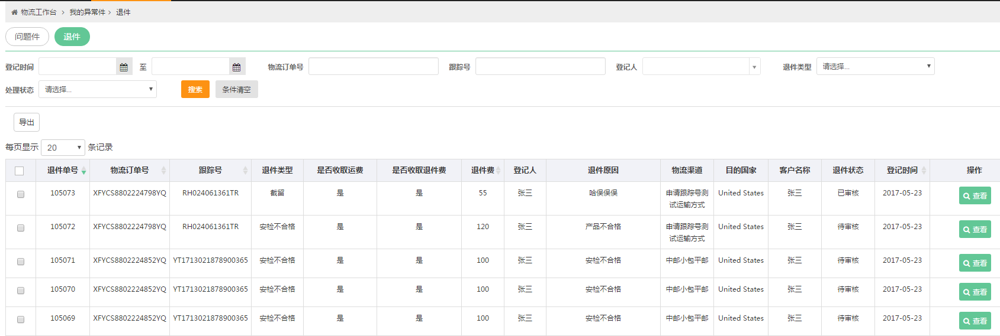 物流工作台 > 我的异常件 > 退件
问题件 退件
登记时间 至 物流订单号 跟踪号 登记人 退件类型 请选择...
处理状态 请选择... 搜索 条件清空
导出
每页显示 20 条记录
退件单号 物流订单号 跟踪号 退件类型 是否收取运费 是否收取退件费 退件费 登记人 退件原因 物流渠道 目的国家 客户名称 退件状态 登记时间 操作
105073 XFYCS8802224798YQ RH024061361TR 截留 是 是 55 张三 哈俣俣俣 申请跟踪号测 United States 张三 已审核 2017-05-23 查看
试运输方式
105072 XFYCS8802224798YQ RH024061361TR 安检不合格 是 是 120 张三 产品不合格 申请跟踪号测 United States 张三 待审核 2017-05-23 查看
试运输方式
105071 XFYCS8802224852YQ YT1713021878900365 安检不合格 是 是 100 张三 安检不合格 中邮小包平邮 United States 张三 待审核 2017-05-23 查看
105070 XFYCS8802224852YQ YT1713021878900365 安检不合格 是 是 100 张三 安检不合格 中邮小包平邮 United States 张三 待审核 2017-05-23 查看
105069 XFYCS8802224852YQ YT1713021878900365 安检不合格 是 是 100 张三 安检不合格 中邮小包平邮 United States 张三 待审核 2017-05-23 查看